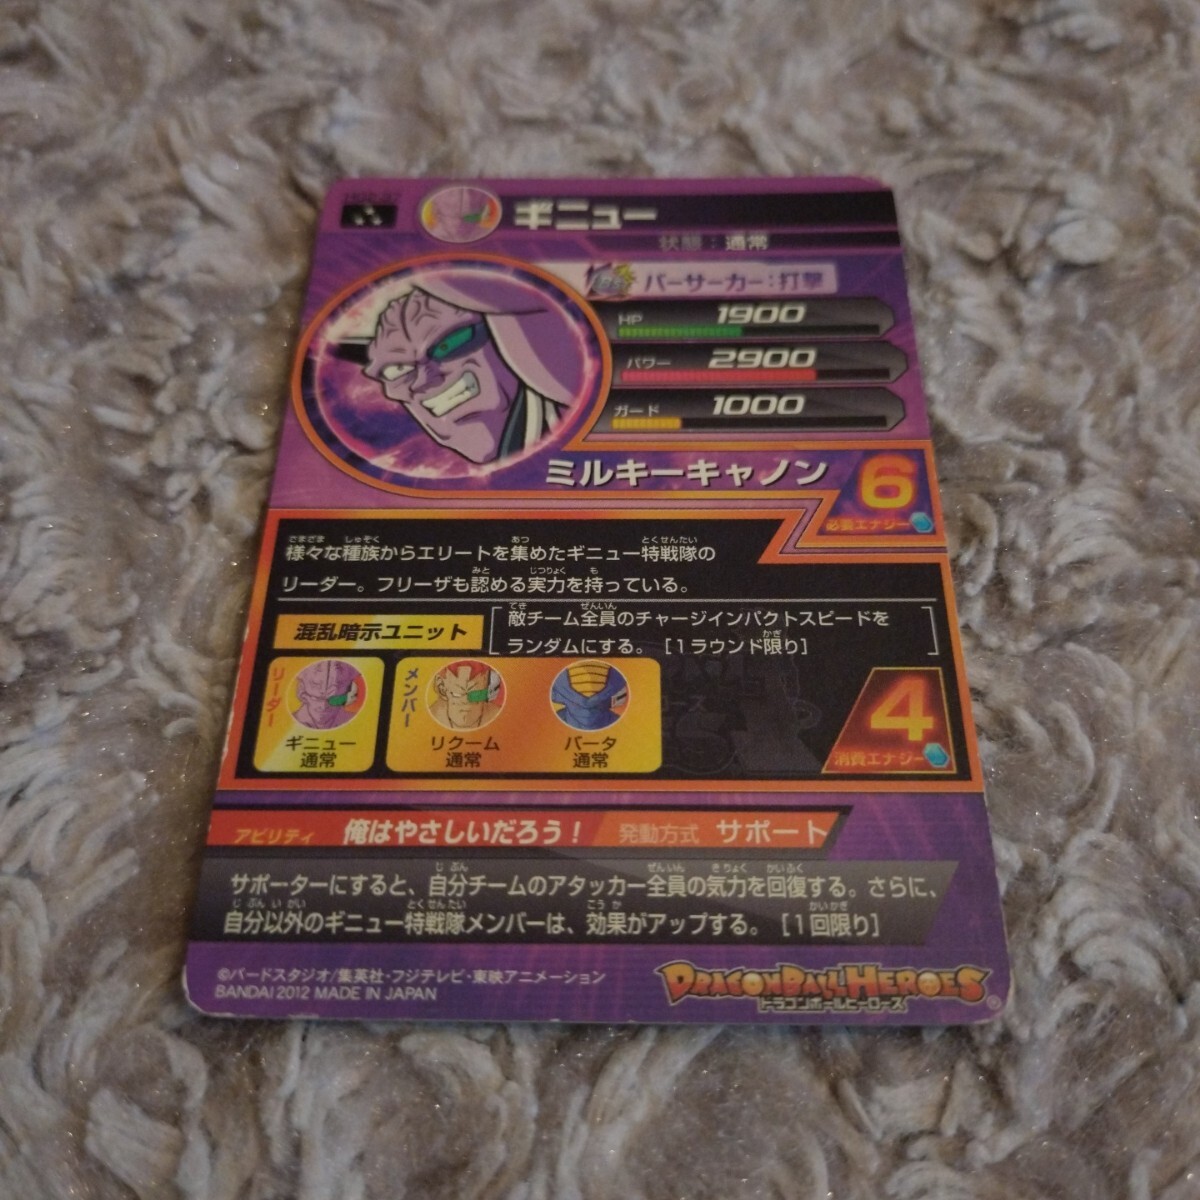 ギニュー
状態：通常
バーサーカー：打撃
HP 1900
パワー 2900
ガード 1000
ミルキーキャノン
6
必要エナジー
様々な種族からエリートを集めたギニュー特戦隊の
リーダー。フリーザも認める実力を持っている。
混乱暗示ユニット
敵チーム全員のチャージインパクトスピードを
ランダムにする。［1ラウンド限り］
リーダー
ギニュー
通常
メンバー
リクーム
通常
バータ
通常
4
消費エナジー
アビリティ 俺はやさしいだろう！ 発動方式 サポート
サポーターにすると、自分チームのアタッカー全員の気力を回復する。さらに、
自分以外のギニュー特戦隊メンバーは、効果がアップする。［1回限り］
©バードスタジオ/集英社・フジテレビ・東映アニメーション
BANDAI 2012 MADE IN JAPAN
DRAGONBALL HEROES
ドラゴンボールヒーローズ